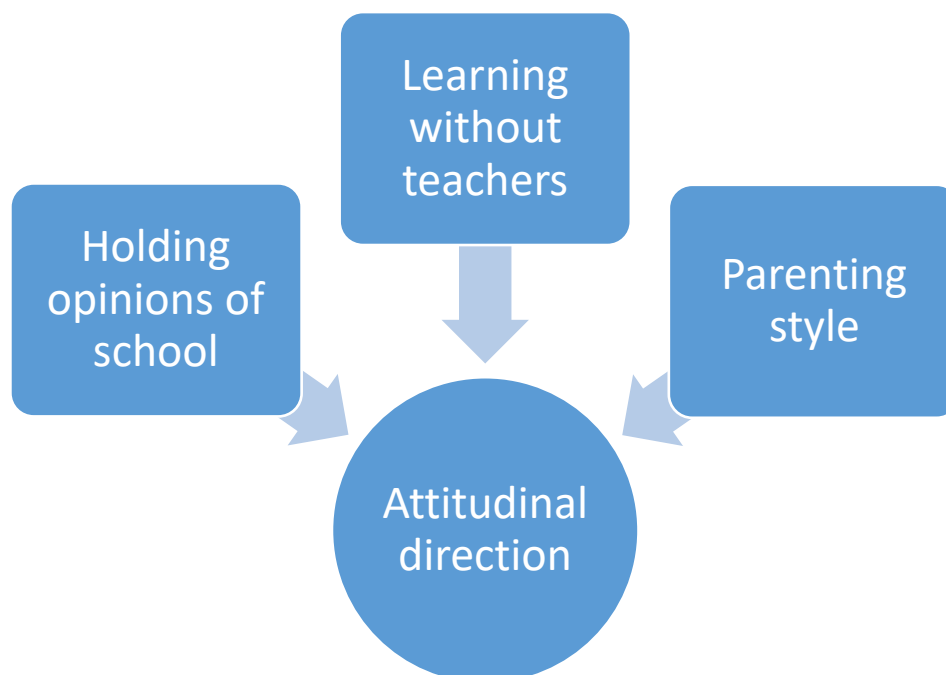 Learning
without
teachers
Holding
opinions of
school
Parenting
style
Attitudinal
direction